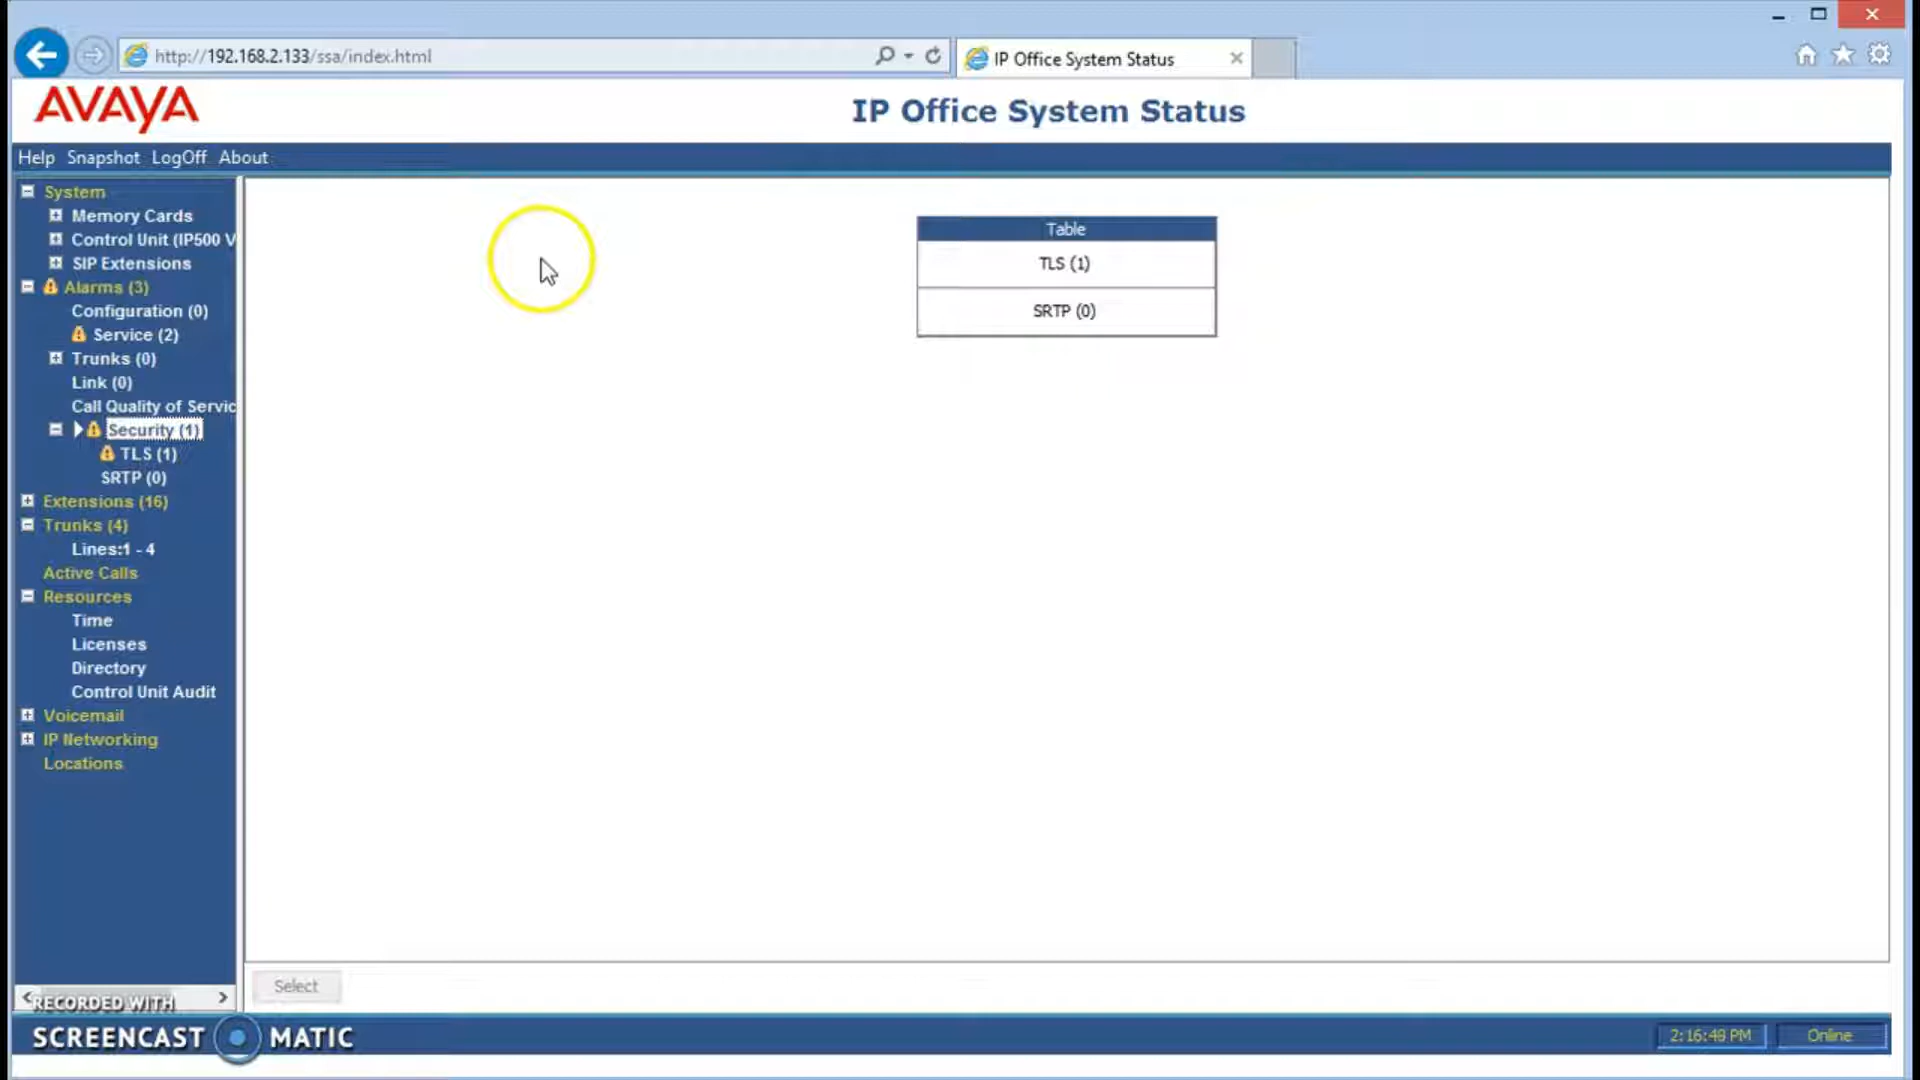 http://192.168.2.133/ssa/index.html
IP Office System Status
AVAYA
IP Office System Status
Help Snapshot LogOff About
System
Memory Cards
Control Unit (IP500 V
SIP Extensions
Alarms (3)
Configuration (0)
Service (2)
Trunks (0)
Link (0)
Call Quality of Servic
Security (1)
TLS (1)
SRTP (0)
Extensions (16)
Trunks (4)
Lines:1 - 4
Active Calls
Resources
Time
Licenses
Directory
Control Unit Audit
Voicemail
IP Networking
Locations
Table
TLS (1)
SRTP (0)
Select
RECORDED WITH
SCREENCAST MATIC
2:16:48 PM
Online